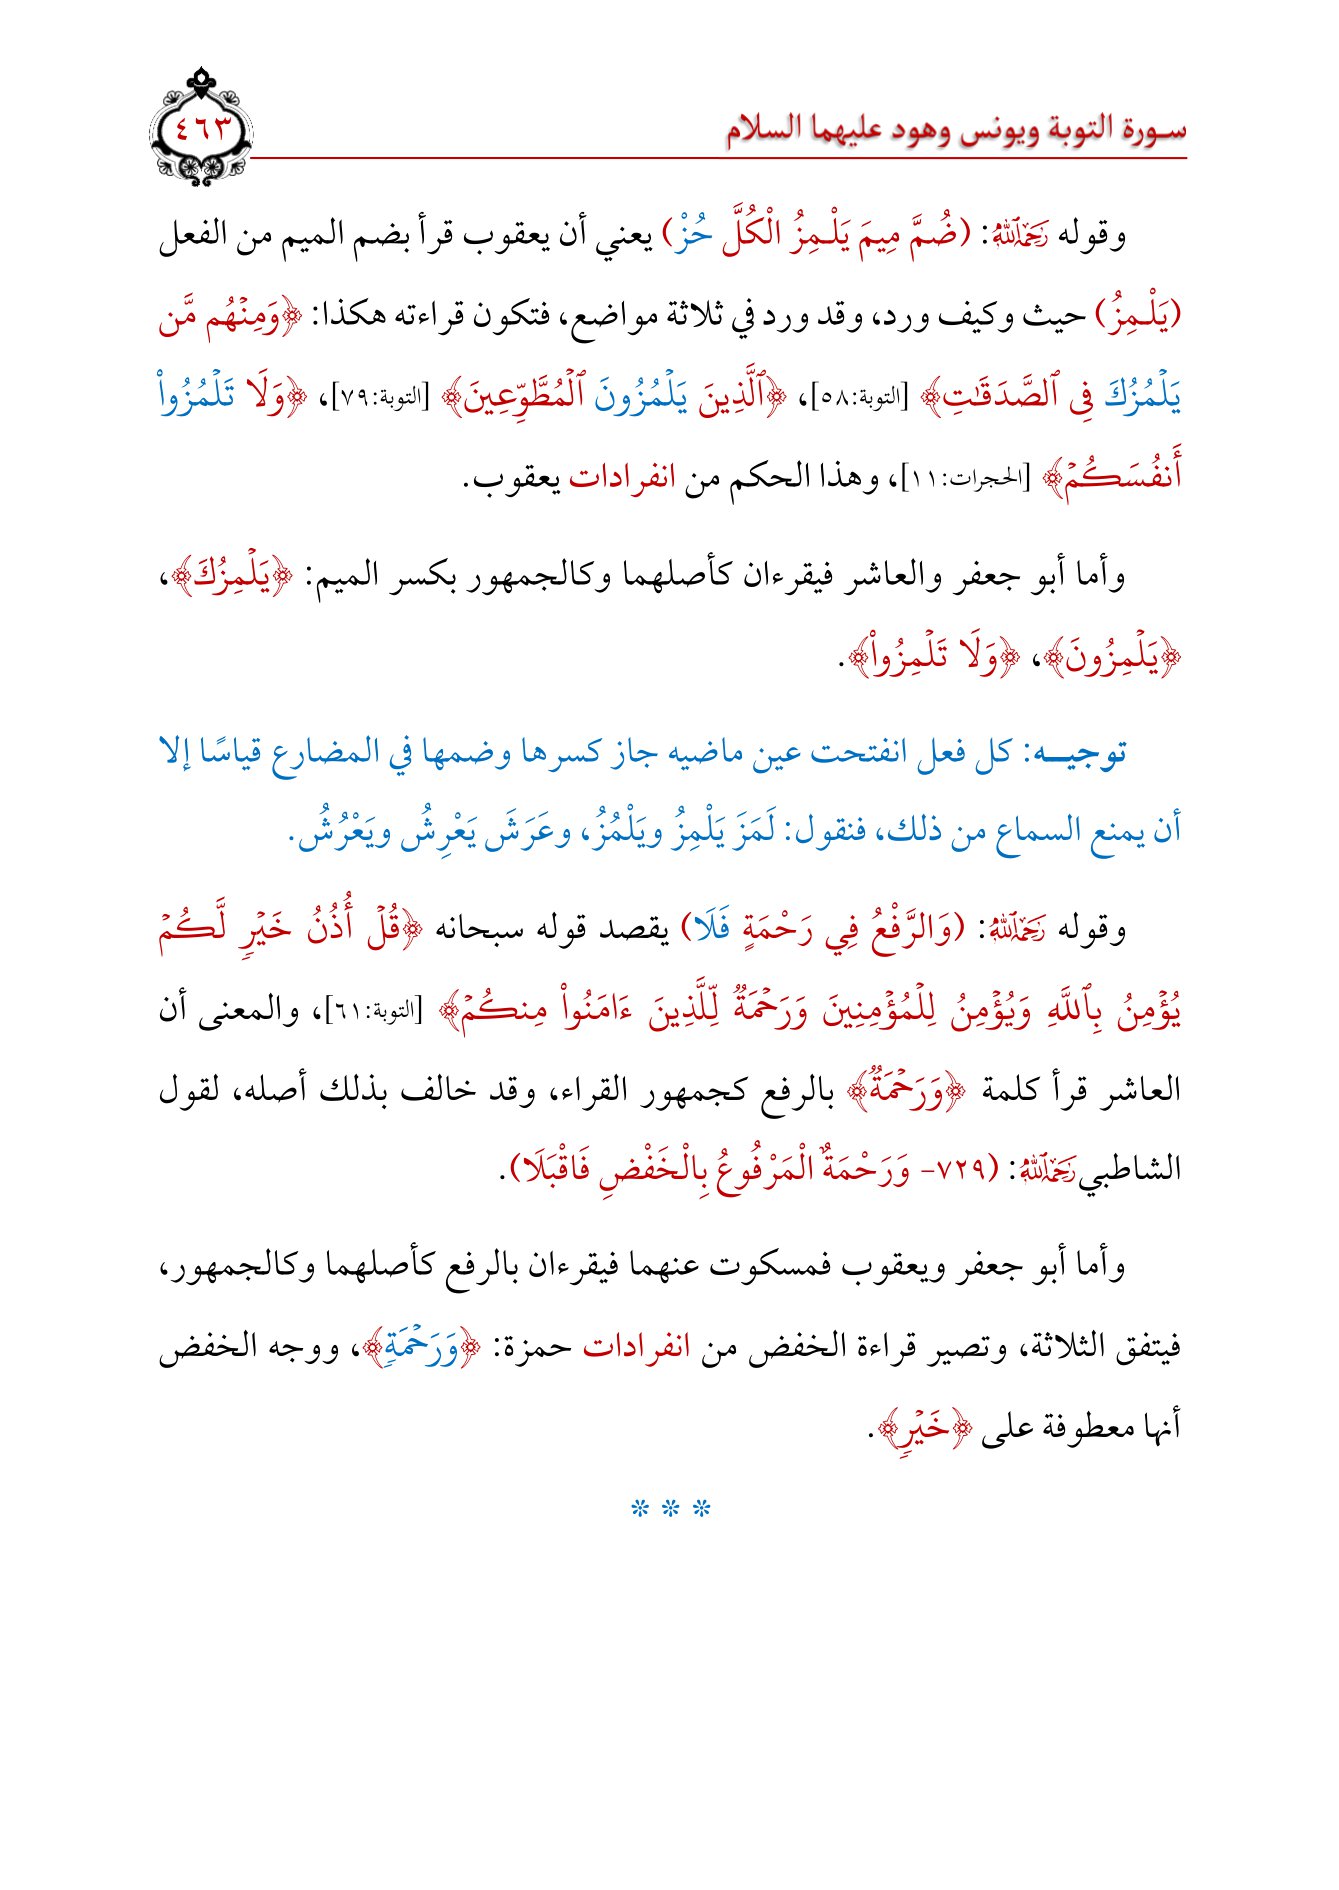 سورة التوبة ويونس وهود عليهما السلام
٤٦٣
وقوله رَحِمَهُ ٱللَّهُ: (ضُمَّ مِيمَ يَلْـمِزُ الْكُلَّ حُزْ) يعني أن يعقوب قرأ بضم الميم من الفعل
(يَلْـمِزُ) حيث وكيف ورد، وقد ورد في ثلاثة مواضع، فتكون قراءته هكذا: ﴿وَمِنْهُم مَّن
يَلْمُزُكَ فِى ٱلصَّدَقَٰتِ﴾ [التوبة:٥٨]، ﴿ٱلَّذِينَ يَلْمُزُونَ ٱلْمُطَّوِّعِينَ﴾ [التوبة:٧٩]، ﴿وَلَا تَلْمُزُواْ
أَنفُسَكُمْ﴾ [الحجرات:١١]، وهذا الحكم من انفرادات يعقوب.
وأما أبو جعفر والعاشر فيقرءان كأصلهما وكالجمهور بكسر الميم: ﴿يَلْمِزُكَ﴾،
﴿يَلْمِزُونَ﴾، ﴿وَلَا تَلْمِزُواْ﴾.
توجيـــه: كل فعل انفتحت عين ماضيه جاز كسرها وضمها في المضارع قياسًا إلا
أن يمنع السماع من ذلك، فنقول: لَمَزَ يَلْمِزُ ويَلْمُزُ، وعَرَشَ يَعْرِشُ ويَعْرُشُ.
وقوله رَحِمَهُ ٱللَّهُ: (وَالرَّفْعُ فِي رَحْمَةٍ فَلَا) يقصد قوله سبحانه ﴿قُلْ أُذُنُ خَيْرٍ لَّكُمْ
يُؤْمِنُ بِٱللَّهِ وَيُؤْمِنُ لِلْمُؤْمِنِينَ وَرَحْمَةٌ لِّلَّذِينَ ءَامَنُواْ مِنكُمْ﴾ [التوبة:٦١]، والمعنى أن
العاشر قرأ كلمة ﴿وَرَحْمَةٌ﴾ بالرفع كجمهور القراء، وقد خالف بذلك أصله، لقول
الشاطبي رَحِمَهُ ٱللَّهُ: (٧٢٩- وَرَحْمَةٌ الْمَرْفُوعُ بِالْخَفْضِ فَاقْبَلَا).
وأما أبو جعفر ويعقوب فمسكوت عنهما فيقرءان بالرفع كأصلهما وكالجمهور،
فيتفق الثلاثة، وتصير قراءة الخفض من انفرادات حمزة: ﴿وَرَحْمَةٍ﴾، ووجه الخفض
أنها معطوفة على ﴿خَيْرٍ﴾.
* * *